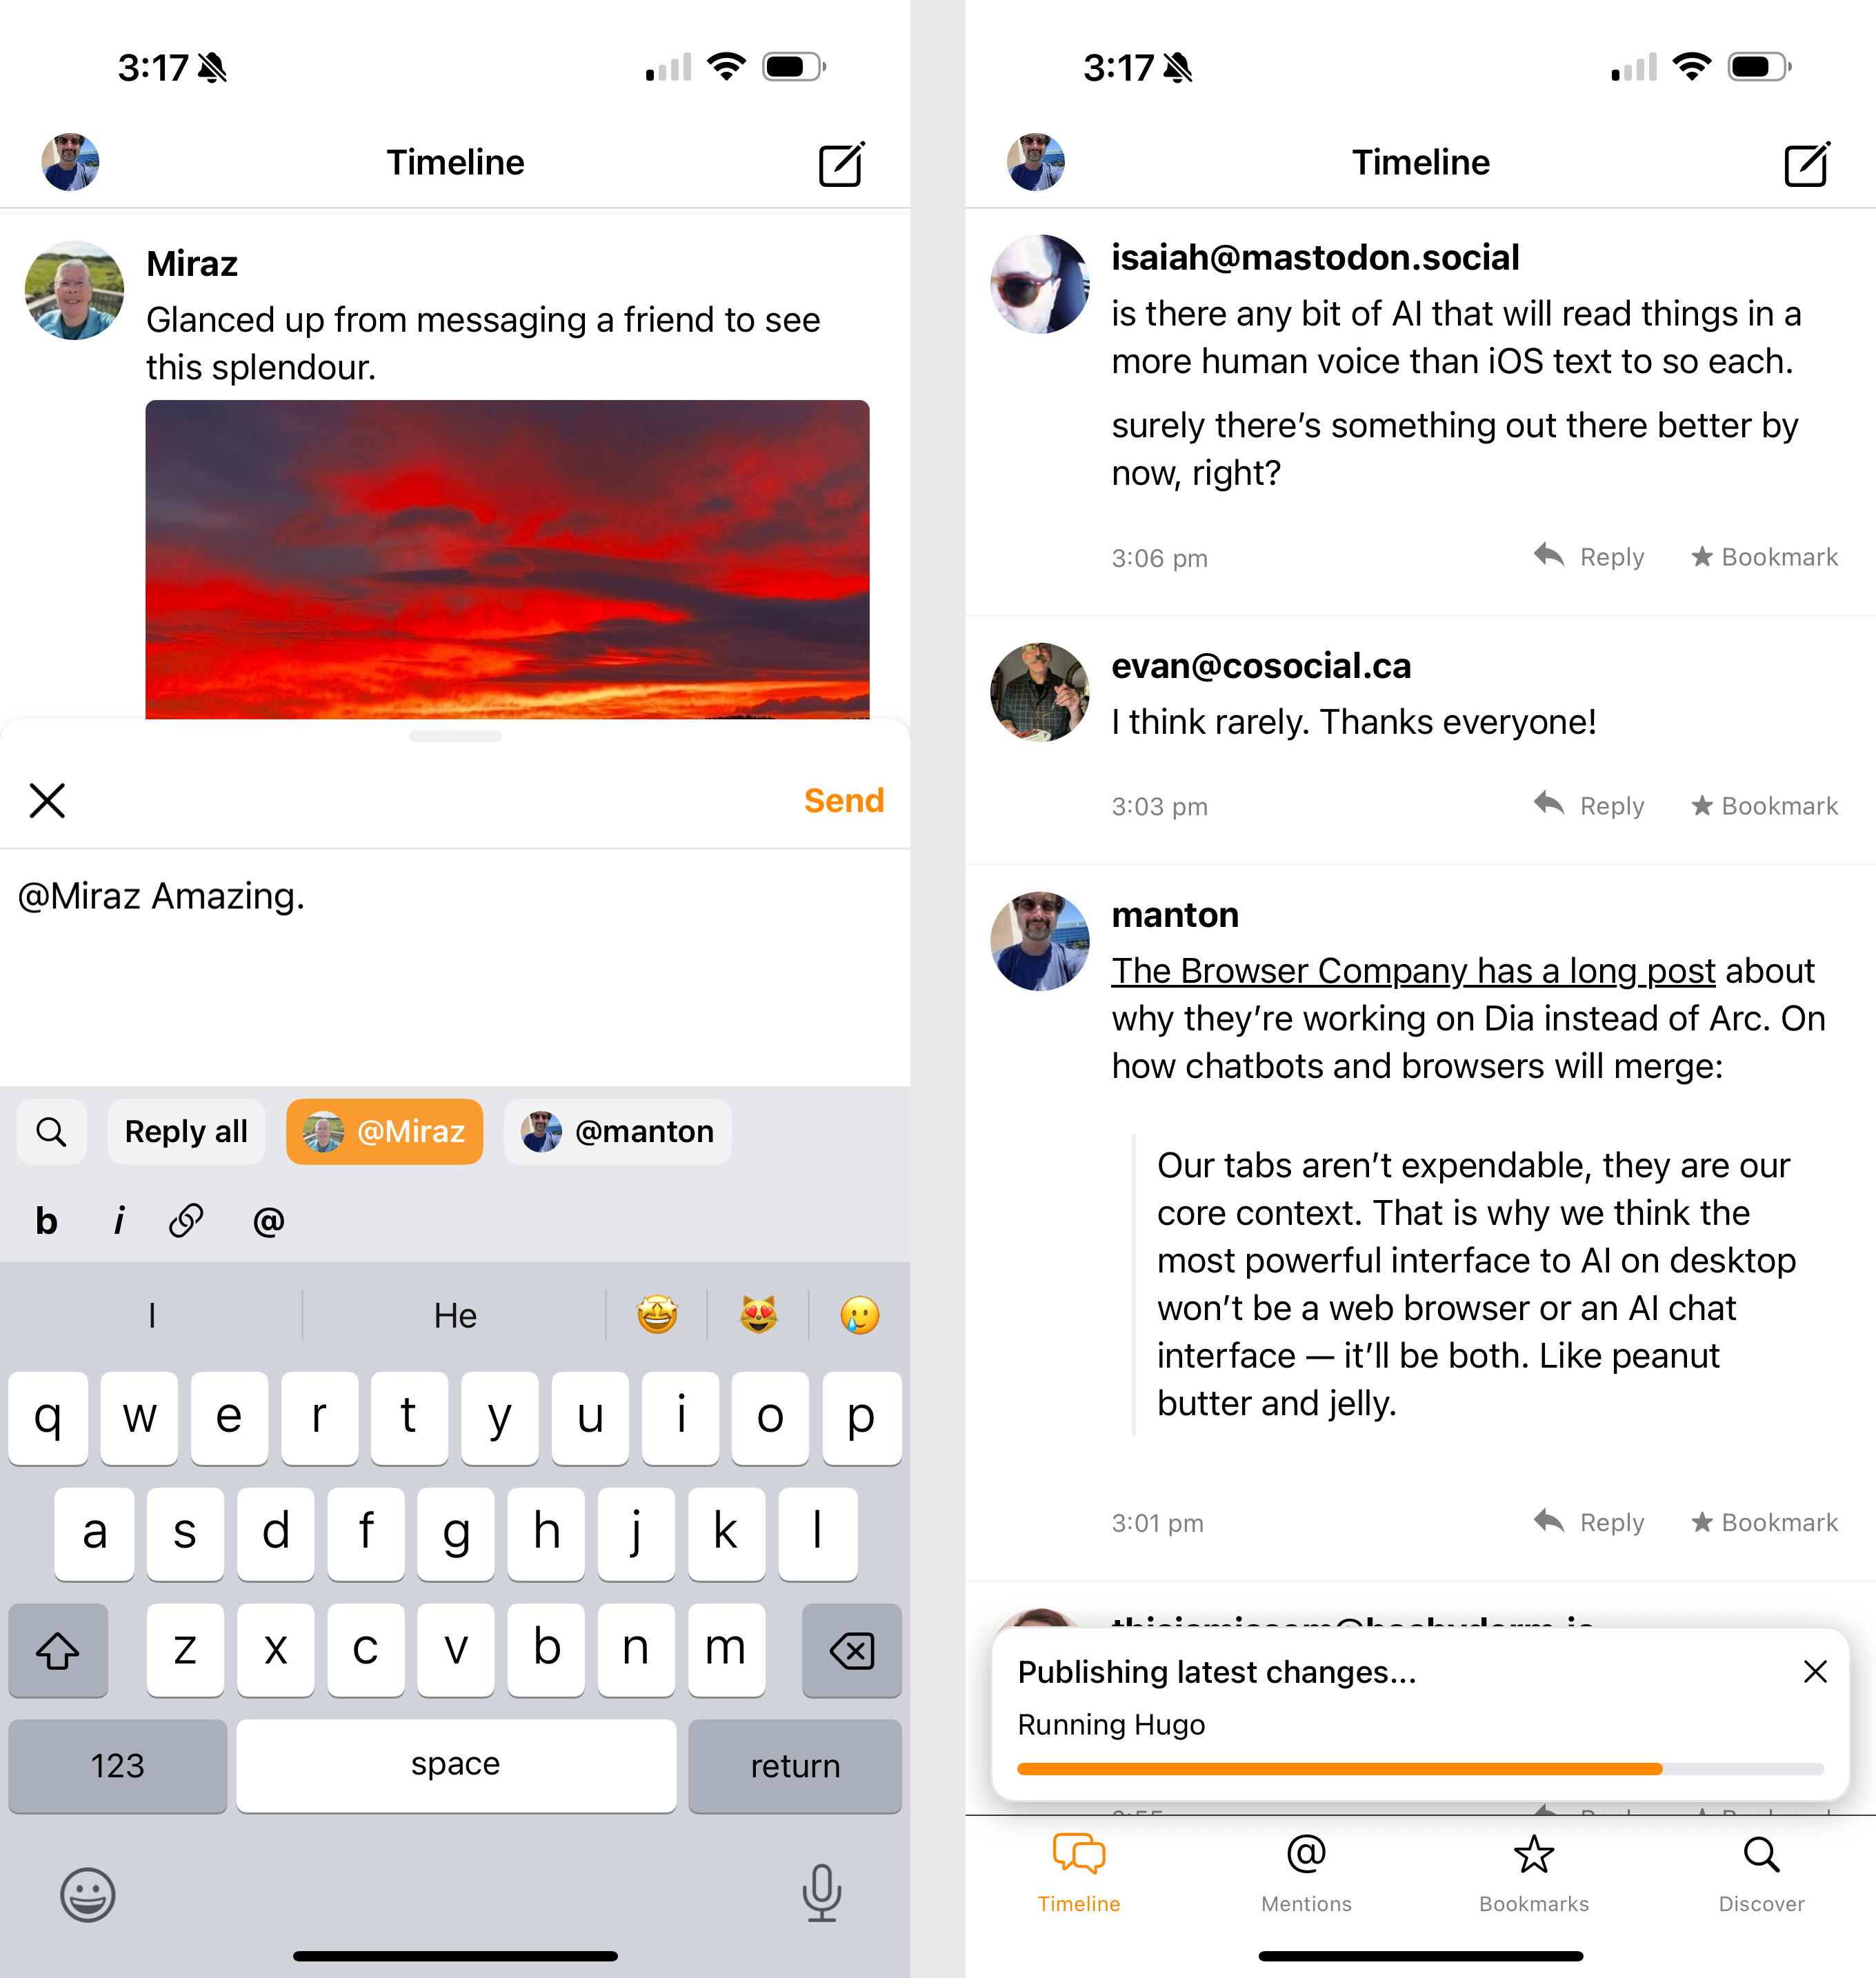 3:17
Timeline
Miraz
Glanced up from messaging a friend to see
this splendour.
Send
@Miraz Amazing.
Reply all
@Miraz
@manton
b i @
I He
q w e r t y u i o p
a s d f g h j k l
z x c v b n m
123 space return
3:17
Timeline
isaiah@mastodon.social
is there any bit of AI that will read things in a
more human voice than iOS text to so each.
surely there’s something out there better by
now, right?
3:06 pm Reply Bookmark
evan@cosocial.ca
I think rarely. Thanks everyone!
3:03 pm Reply Bookmark
manton
The Browser Company has a long post about
why they’re working on Dia instead of Arc. On
how chatbots and browsers will merge:
Our tabs aren’t expendable, they are our
core context. That is why we think the
most powerful interface to AI on desktop
won’t be a web browser or an AI chat
interface — it’ll be both. Like peanut
butter and jelly.
3:01 pm Reply Bookmark
Publishing latest changes...
Running Hugo
Timeline Mentions Bookmarks Discover